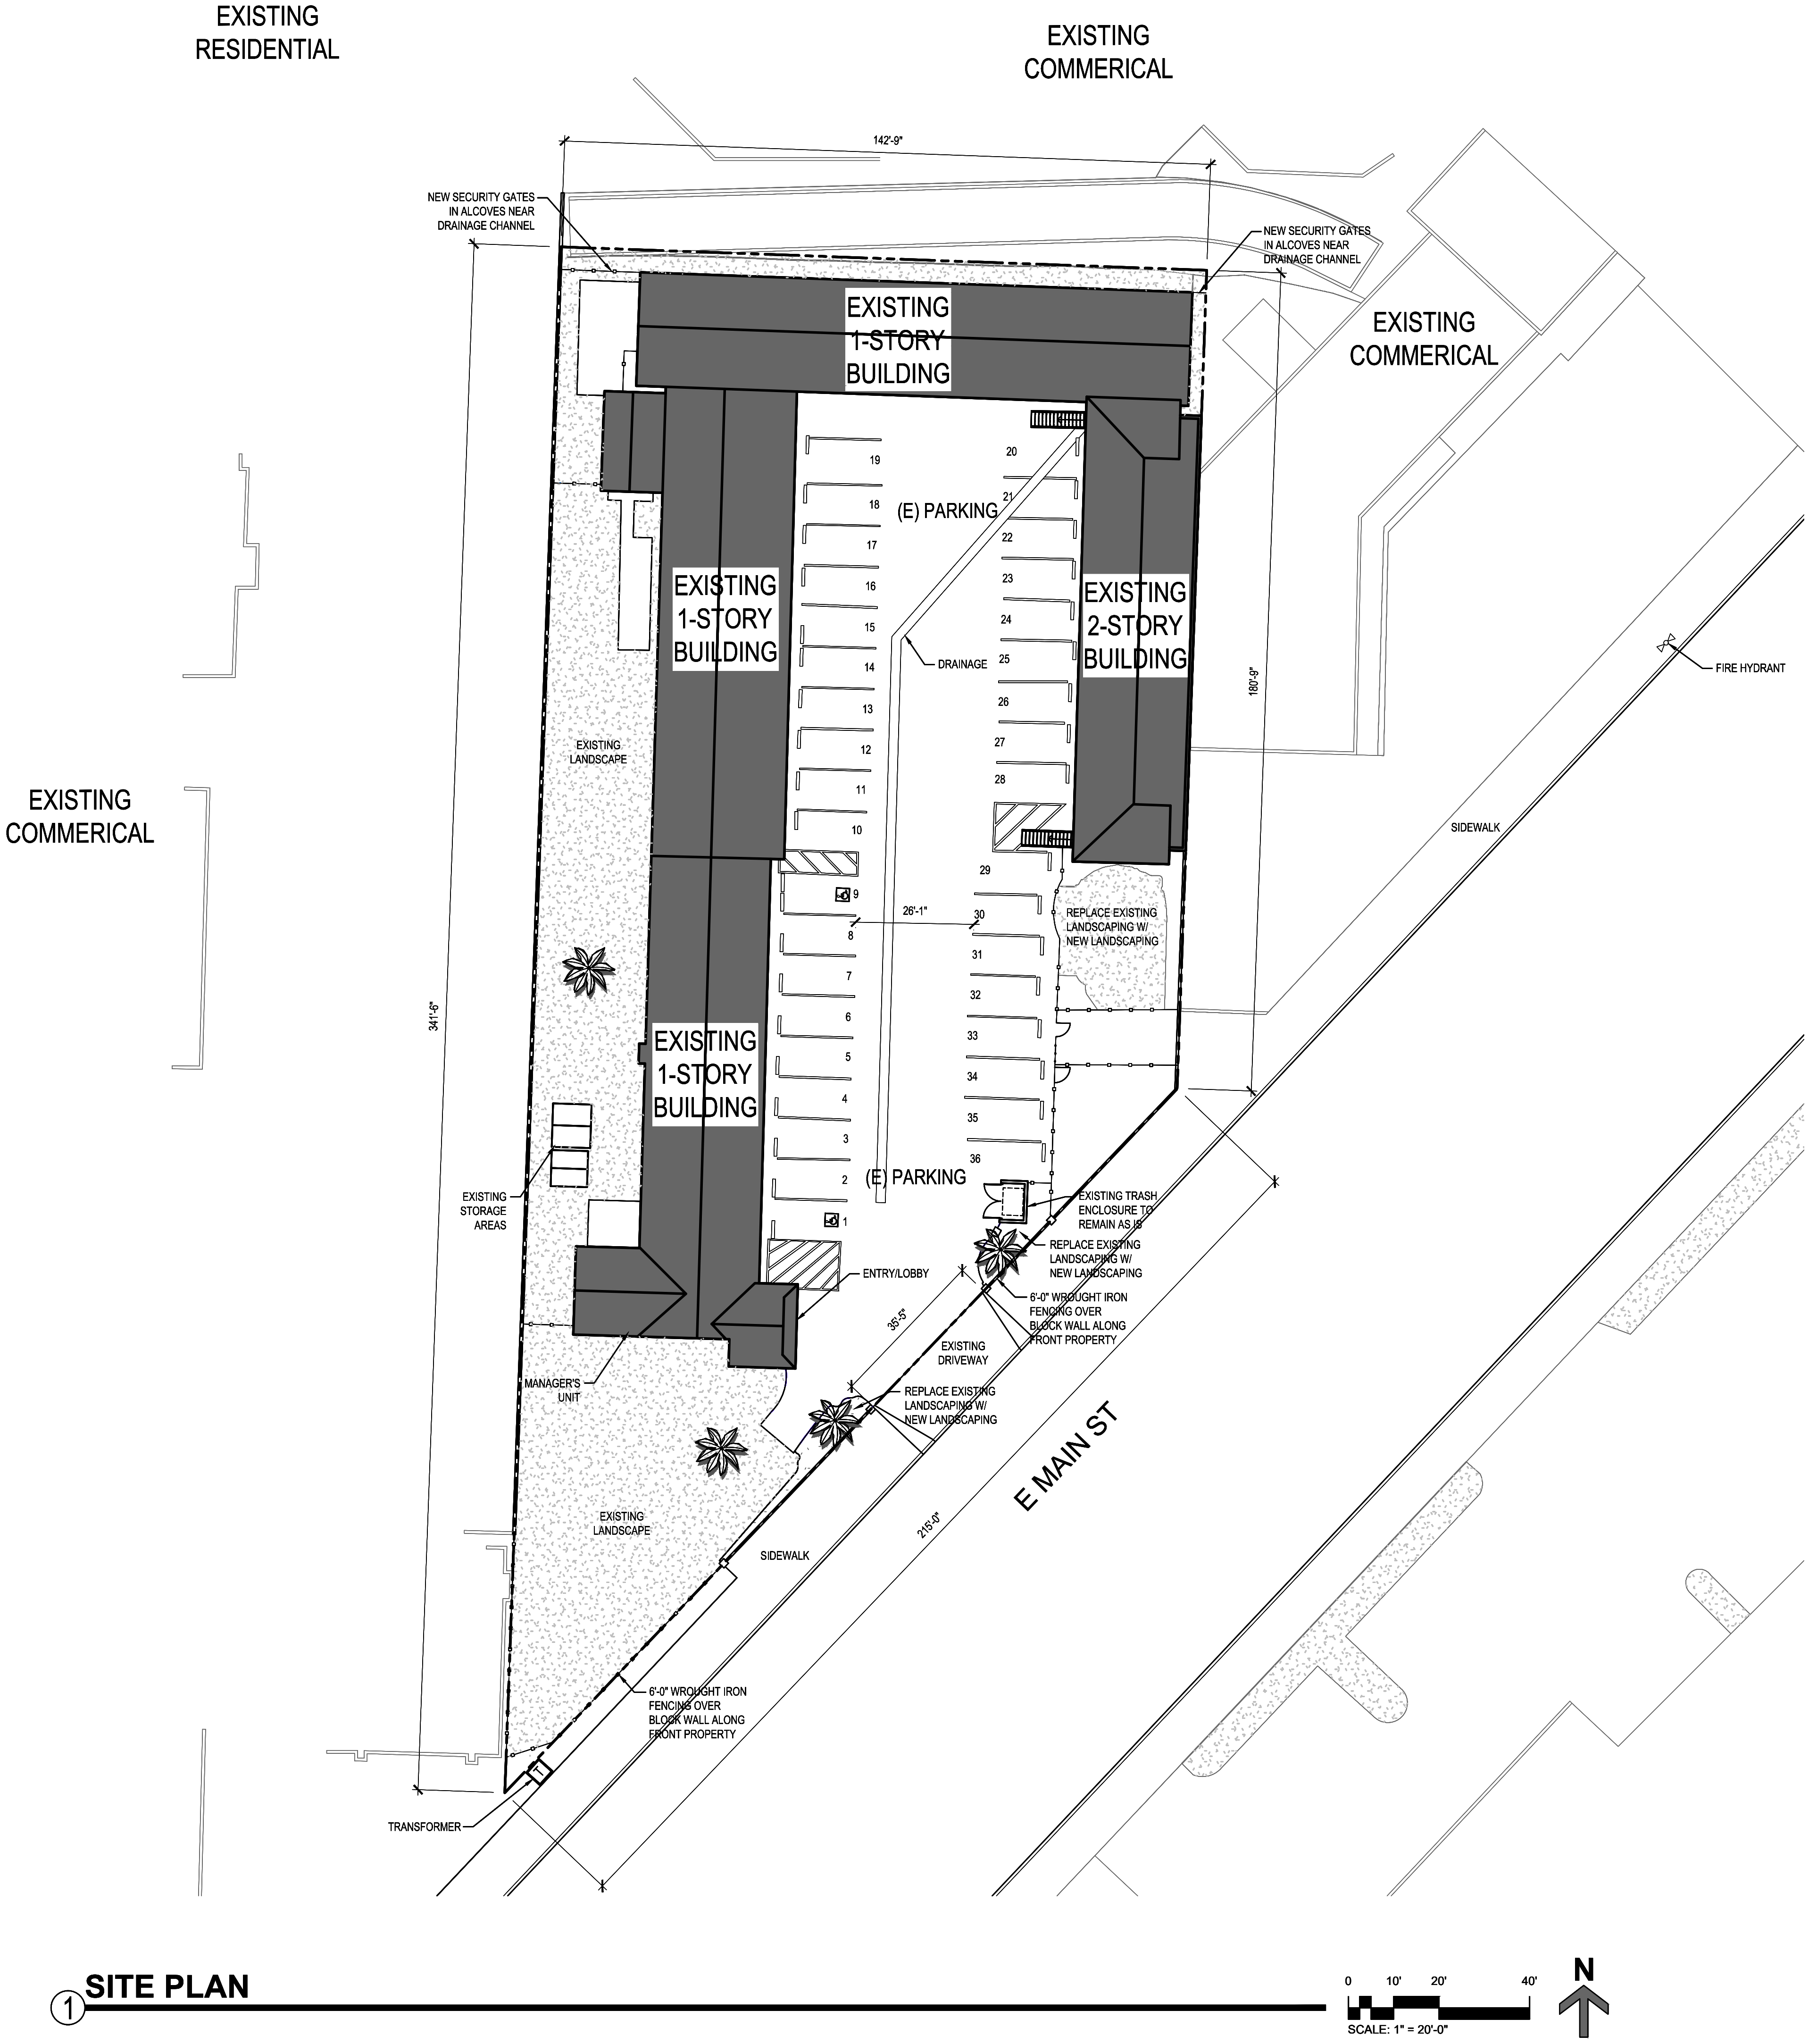 EXISTING
RESIDENTIAL
EXISTING
COMMERICAL
142'-9"
NEW SECURITY GATES
IN ALCOVES NEAR
DRAINAGE CHANNEL
NEW SECURITY GATES
IN ALCOVES NEAR
DRAINAGE CHANNEL
EXISTING
1-STORY
BUILDING
EXISTING
COMMERICAL
19
18
17
16
15
14
13
12
11
10
9
8
7
6
5
4
3
2
1
20
21
22
23
24
25
26
27
28
29
30
31
32
33
34
35
36
(E) PARKING
EXISTING
1-STORY
BUILDING
EXISTING
2-STORY
BUILDING
DRAINAGE
180'-9"
FIRE HYDRANT
EXISTING
LANDSCAPE
EXISTING
COMMERICAL
SIDEWALK
26'-1"
REPLACE EXISTING
LANDSCAPING W/
NEW LANDSCAPING
341'-6"
EXISTING
1-STORY
BUILDING
(E) PARKING
EXISTING
STORAGE
AREAS
EXISTING TRASH
ENCLOSURE TO
REMAIN AS IS
REPLACE EXISTING
LANDSCAPING W/
NEW LANDSCAPING
ENTRY/LOBBY
6'-0" WROUGHT IRON
FENCING OVER
BLOCK WALL ALONG
FRONT PROPERTY
35'-5"
EXISTING
DRIVEWAY
MANAGER'S
UNIT
REPLACE EXISTING
LANDSCAPING W/
NEW LANDSCAPING
E MAIN ST
215'-0"
EXISTING
LANDSCAPE
SIDEWALK
6'-0" WROUGHT IRON
FENCING OVER
BLOCK WALL ALONG
FRONT PROPERTY
T
TRANSFORMER
1
SITE PLAN
0 10' 20' 40'
SCALE: 1" = 20'-0"
N